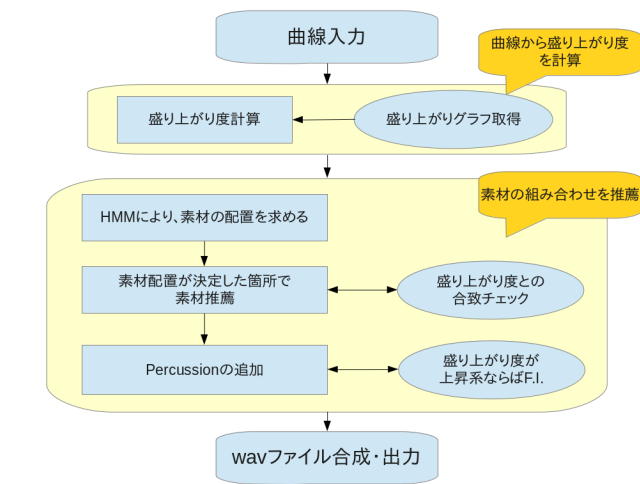 曲線入力
曲線から盛り上がり度
を計算
盛り上がり度計算
盛り上がりグラフ取得
素材の組み合わせを推薦
HMMにより、素材の配置を求める
素材配置が決定した箇所で
素材推薦
盛り上がり度との
合致チェック
Percussionの追加
盛り上がり度が
上昇系ならばF.I.
wavファイル合成・出力